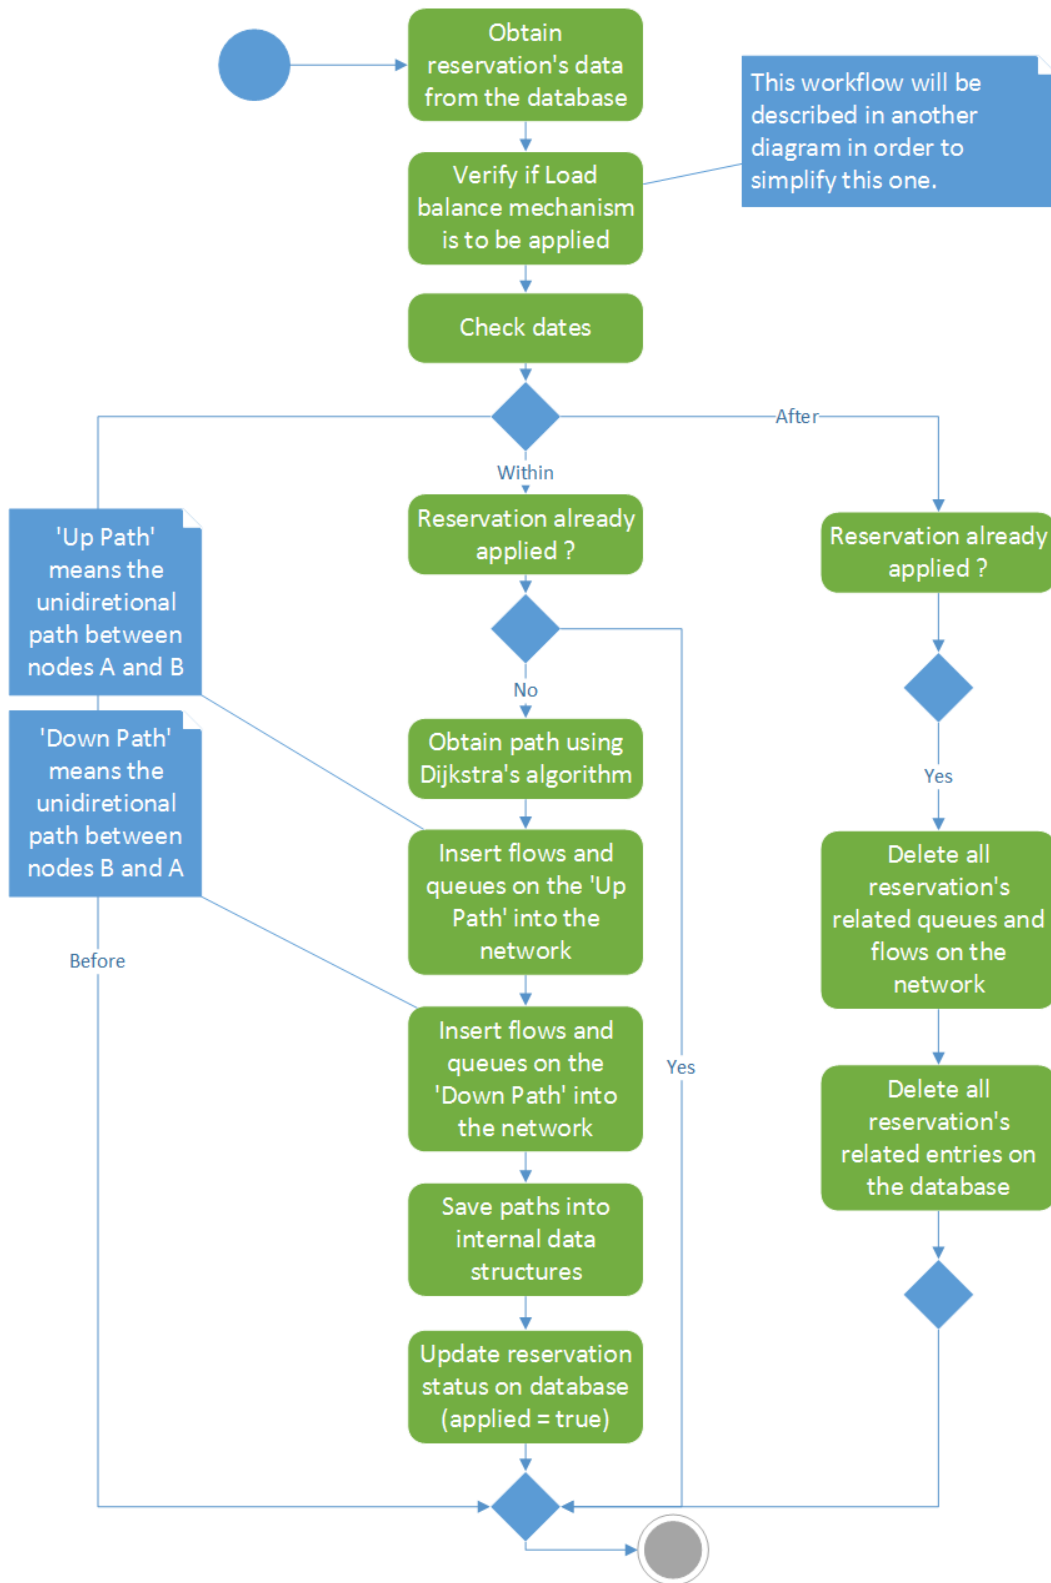 Obtain
reservation's data
from the database
This workflow will be
described in another
diagram in order to
simplify this one.
Verify if Load
balance mechanism
is to be applied
Check dates
After
Within
Reservation already
applied ?
Reservation already
applied ?
'Up Path'
means the
unidiretional
path between
nodes A and B
No
'Down Path'
means the
unidiretional
path between
nodes B and A
Obtain path using
Dijkstra's algorithm
Yes
Insert flows and
queues on the 'Up
Path' into the
network
Delete all
reservation's
related queues and
flows on the
network
Before
Insert flows and
queues on the
'Down Path' into
the network
Yes
Delete all
reservation's
related entries on
the database
Save paths into
internal data
structures
Update reservation
status on database
(applied = true)